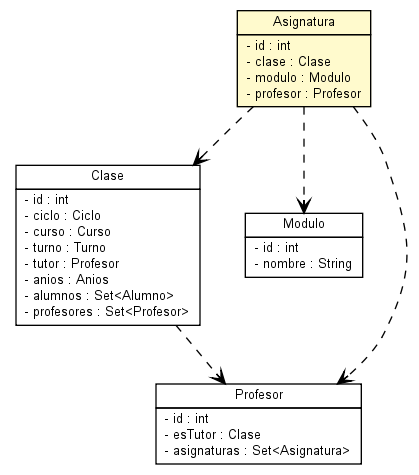 Asignatura
- id : int
- clase : Clase
- modulo : Modulo
- profesor : Profesor
Clase
- id : int
- ciclo : Ciclo
- curso : Curso
- turno : Turno
- tutor : Profesor
- anios : Anios
- alumnos : Set<Alumno>
- profesores : Set<Profesor>
Modulo
- id : int
- nombre : String
Profesor
- id : int
- esTutor : Clase
- asignaturas : Set<Asignatura>